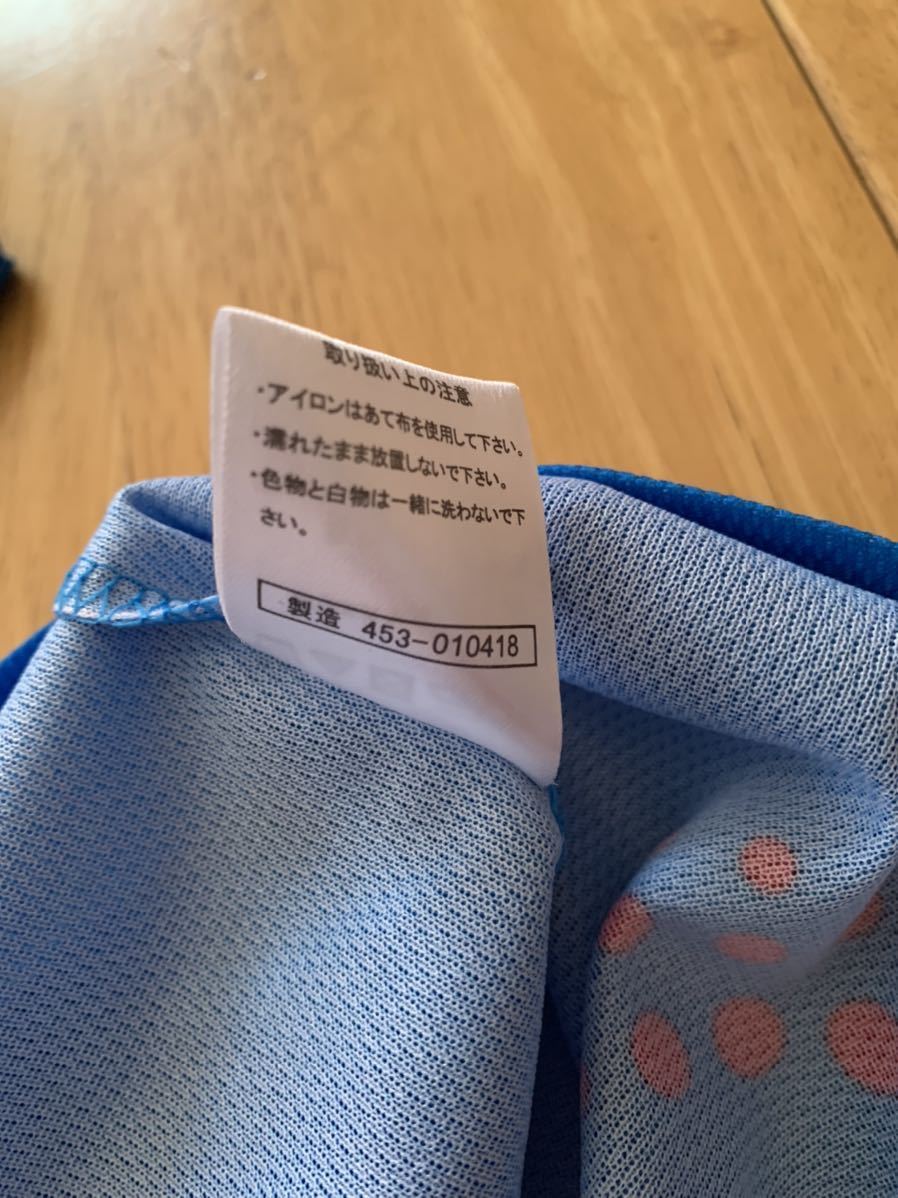 取り扱い上の注意
・アイロンはあて布を使用して下さい。
・濡れたまま放置しないで下さい。
・色物と白物は一緒に洗わないで下
さい。
製造 453-010418